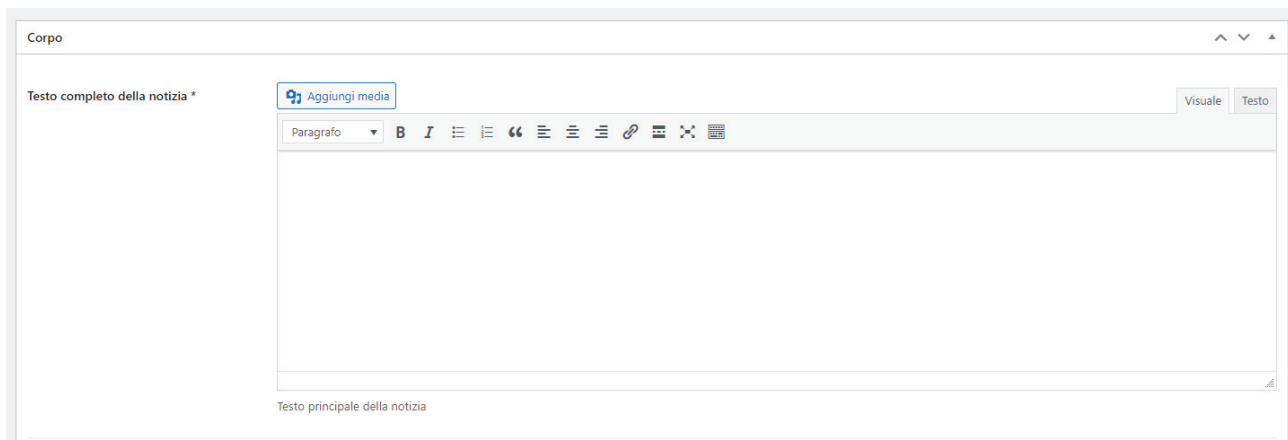 Corpo
Testo completo della notizia *
Aggiungi media
Visuale
Testo
Paragrafo
B
I
Testo principale della notizia